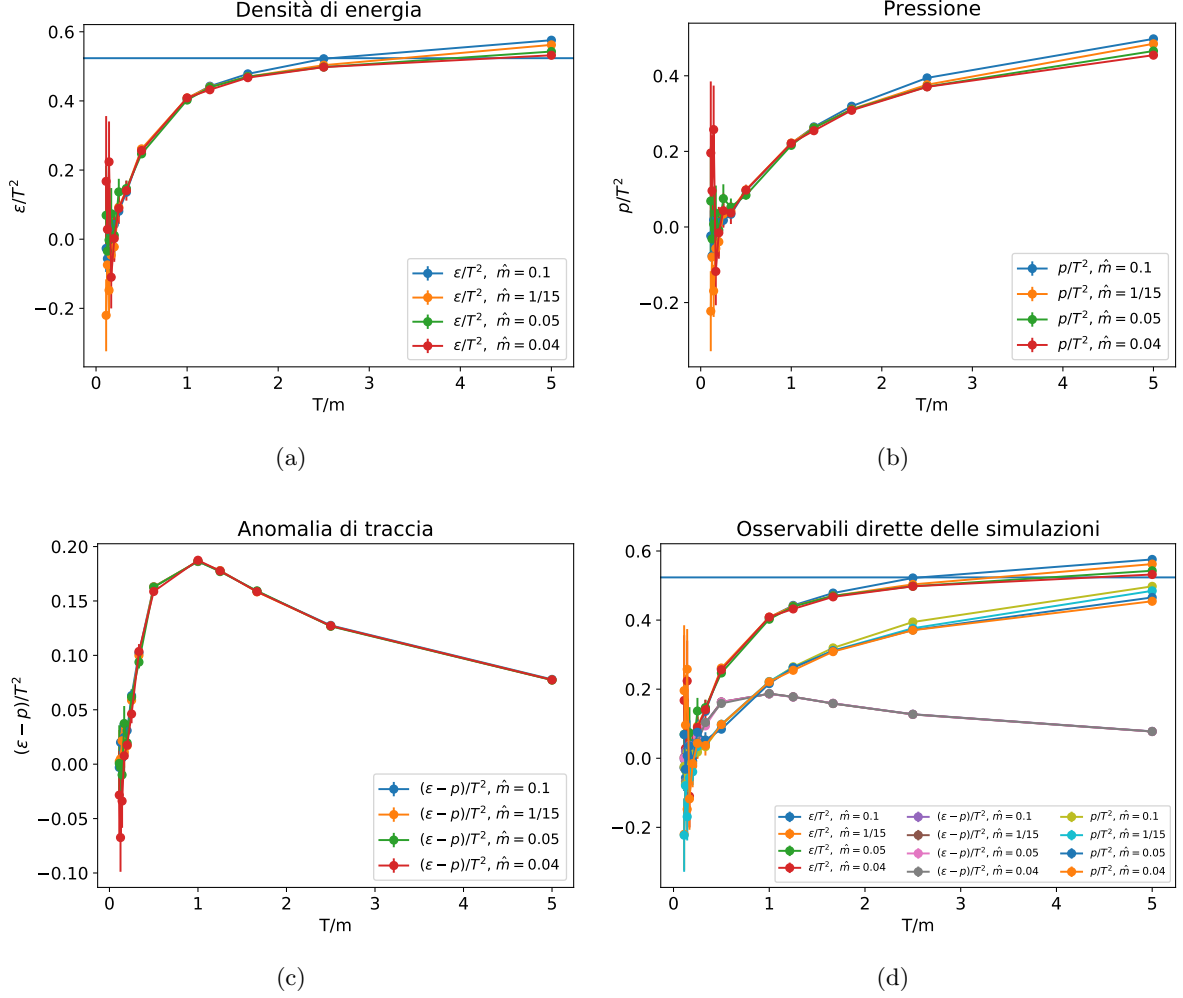 Densità di energia
0.6
0.4
0.2
0.0
−0.2
ε/T²
0 1 2 3 4 5
T/m
ε/T², m̂ = 0.1
ε/T², m̂ = 1/15
ε/T², m̂ = 0.05
ε/T², m̂ = 0.04
(a)
Pressione
0.4
0.2
0.0
−0.2
p/T²
0 1 2 3 4 5
T/m
p/T², m̂ = 0.1
p/T², m̂ = 1/15
p/T², m̂ = 0.05
p/T², m̂ = 0.04
(b)
Anomalia di traccia
0.20
0.15
0.10
0.05
0.00
−0.05
−0.10
(ε − p)/T²
0 1 2 3 4 5
T/m
(ε − p)/T², m̂ = 0.1
(ε − p)/T², m̂ = 1/15
(ε − p)/T², m̂ = 0.05
(ε − p)/T², m̂ = 0.04
(c)
Osservabili dirette delle simulazioni
0.6
0.4
0.2
0.0
−0.2
0 1 2 3 4 5
T/m
ε/T², m̂ = 0.1
ε/T², m̂ = 1/15
ε/T², m̂ = 0.05
ε/T², m̂ = 0.04
(ε − p)/T², m̂ = 0.1
(ε − p)/T², m̂ = 1/15
(ε − p)/T², m̂ = 0.05
(ε − p)/T², m̂ = 0.04
p/T², m̂ = 0.1
p/T², m̂ = 1/15
p/T², m̂ = 0.05
p/T², m̂ = 0.04
(d)